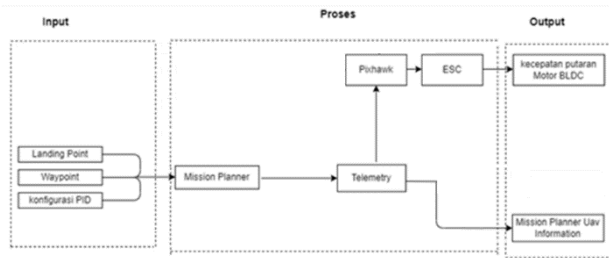 Input
Proses
Output
Pixhawk
ESC
kecepatan putaran
Motor BLDC
Landing Point
Waypoint
konfigurasi PID
Mission Planner
Telemetry
Mission Planner Uav
Information